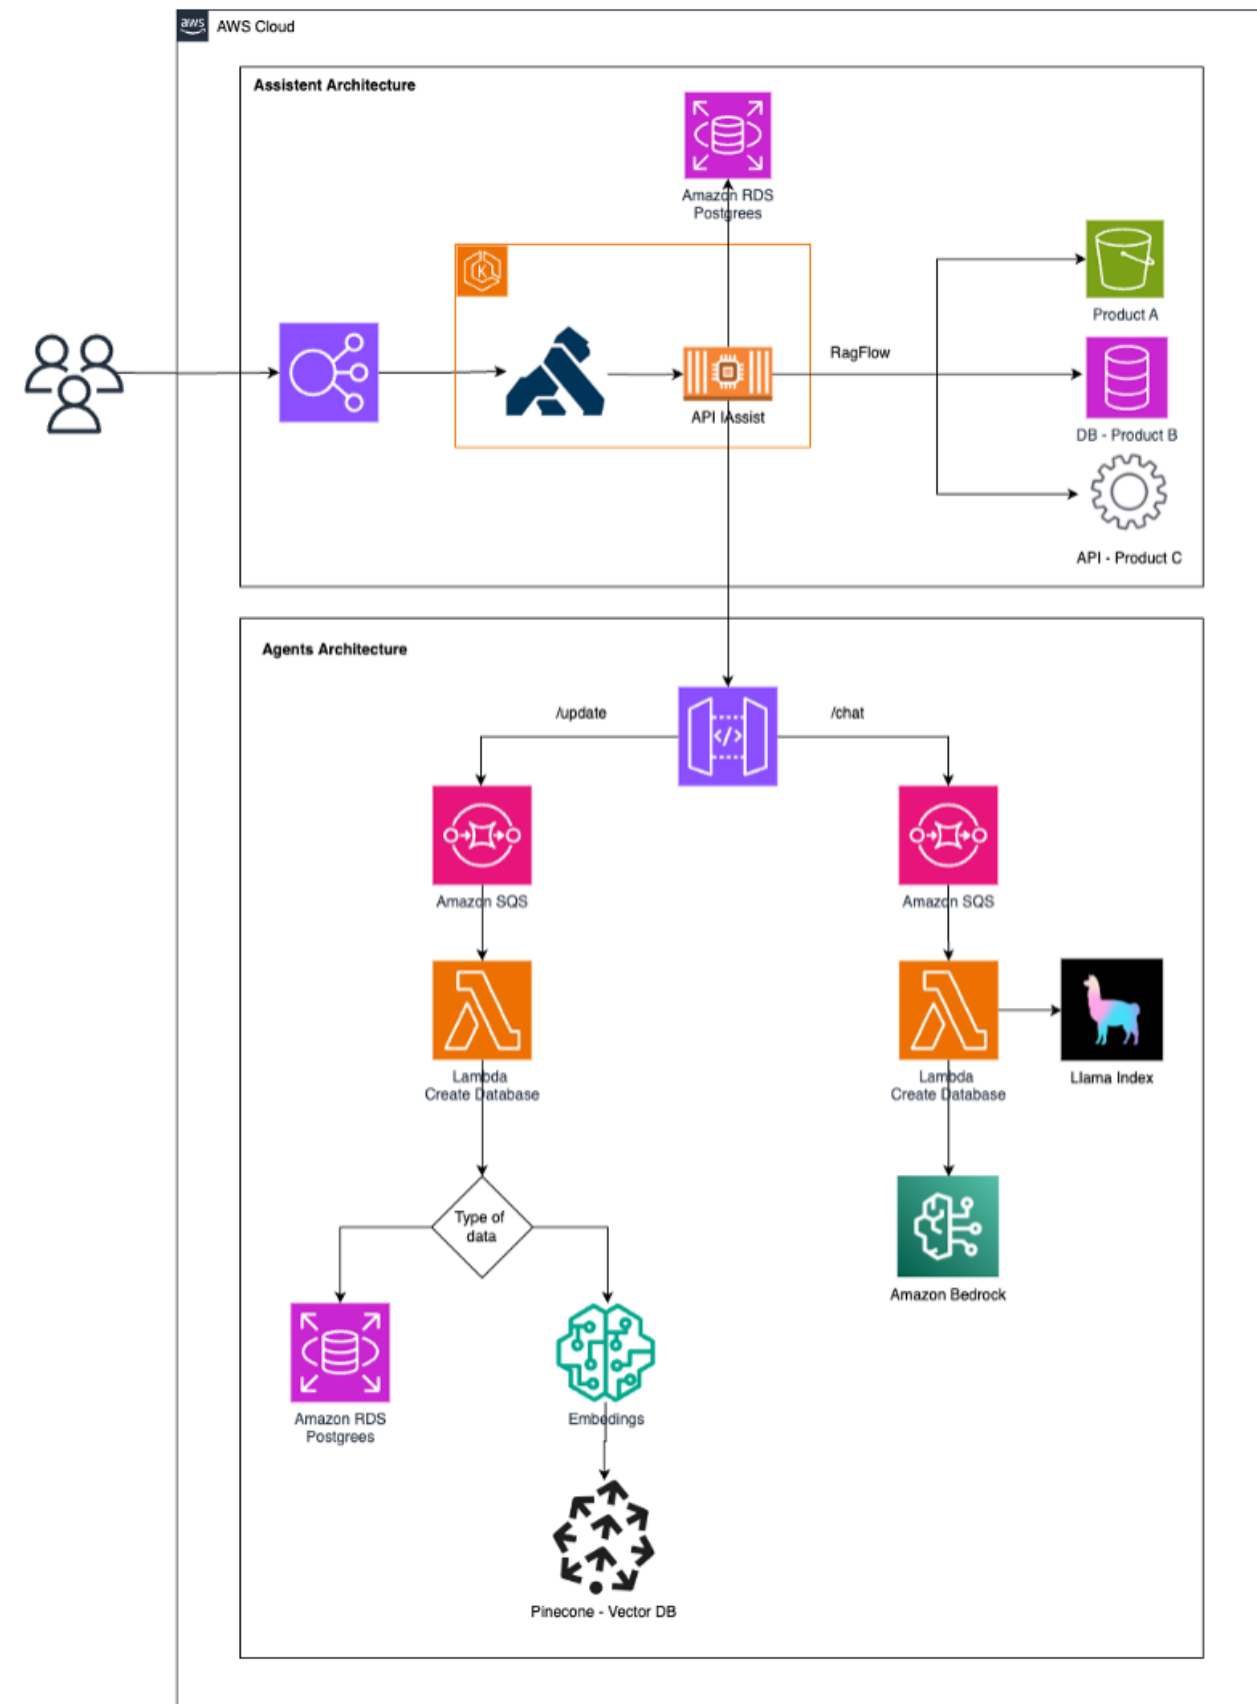 aws
AWS Cloud
Assistent Architecture
Amazon RDS
Postgrees
K
Product A
RagFlow
API IAssist
DB - Product B
API - Product C
Agents Architecture
/update
/chat
</>
Amazon SQS
Amazon SQS
Lambda
Create Database
Lambda
Create Database
Llama Index
Type of
data
Amazon Bedrock
Amazon RDS
Postgrees
Embedings
Pinecone - Vector DB